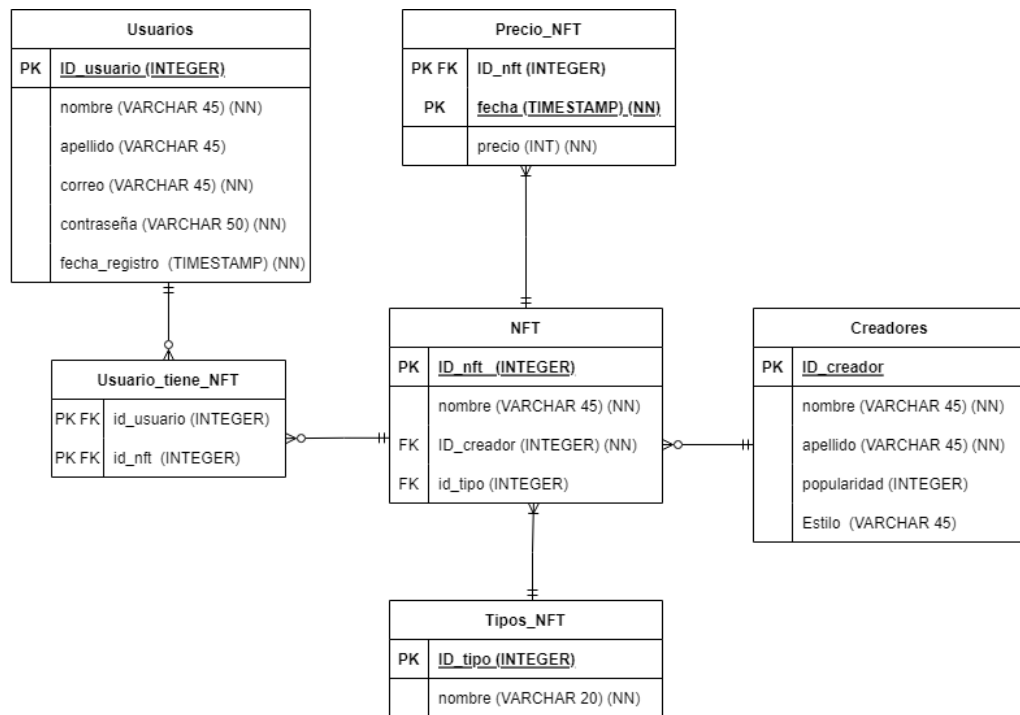 Usuarios
PK ID_usuario (INTEGER)
nombre (VARCHAR 45) (NN)
apellido (VARCHAR 45)
correo (VARCHAR 45) (NN)
contraseña (VARCHAR 50) (NN)
fecha_registro (TIMESTAMP) (NN)
Precio_NFT
PK FK ID_nft (INTEGER)
PK fecha (TIMESTAMP) (NN)
precio (INT) (NN)
Usuario_tiene_NFT
PK FK id_usuario (INTEGER)
PK FK id_nft (INTEGER)
NFT
PK ID_nft (INTEGER)
nombre (VARCHAR 45) (NN)
FK ID_creador (INTEGER) (NN)
FK id_tipo (INTEGER)
Creadores
PK ID_creador
nombre (VARCHAR 45) (NN)
apellido (VARCHAR 45) (NN)
popularidad (INTEGER)
Estilo (VARCHAR 45)
Tipos_NFT
PK ID_tipo (INTEGER)
nombre (VARCHAR 20) (NN)